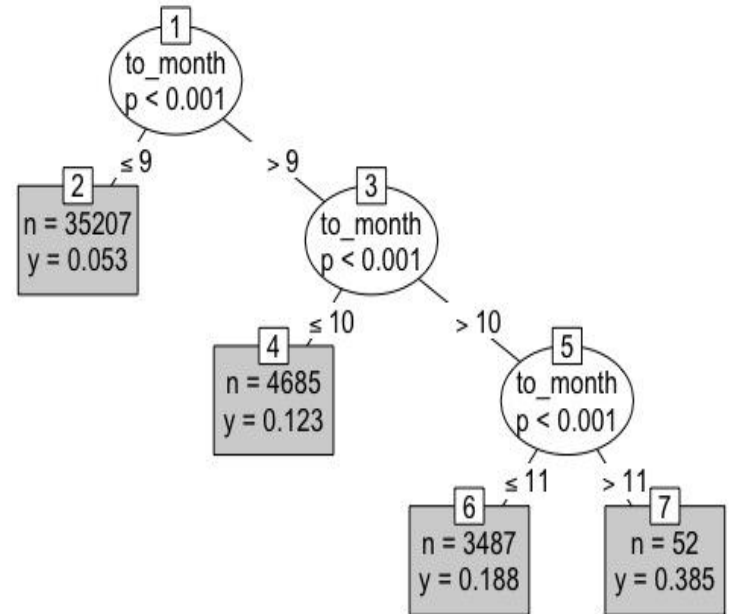 1
to_month
p < 0.001
≤ 9
> 9
2
n = 35207
y = 0.053
3
to_month
p < 0.001
≤ 10
> 10
4
n = 4685
y = 0.123
5
to_month
p < 0.001
≤ 11
> 11
6
n = 3487
y = 0.188
7
n = 52
y = 0.385